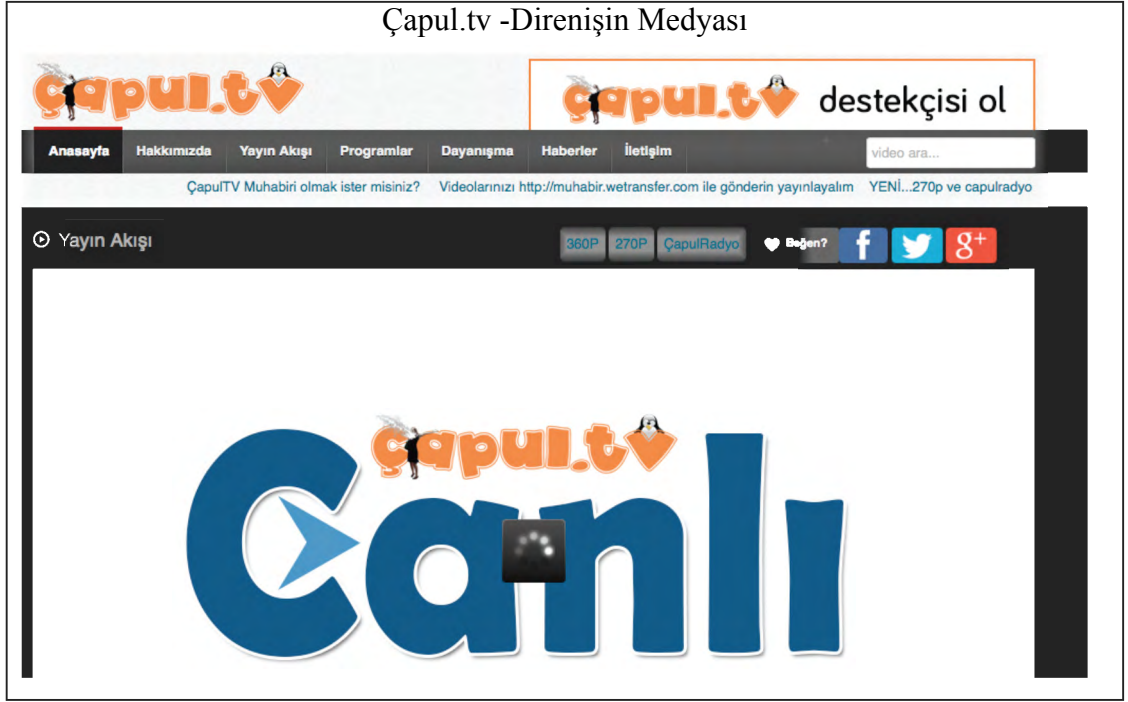 Çapul.tv -Direnişin Medyası
çapul.tv
çapul.tv destekçisi ol
Anasayfa Hakkımızda Yayın Akışı Programlar Dayanışma Haberler İletişim video ara...
ÇapulTV Muhabiri olmak ister misiniz? Videolarınızı http://muhabir.wetransfer.com ile gönderin yayınlayalım YENİ...270p ve capulradyo
Yayın Akışı 360P 270P ÇapulRadyo Beğen? f g+
çapul.tv
Canlı